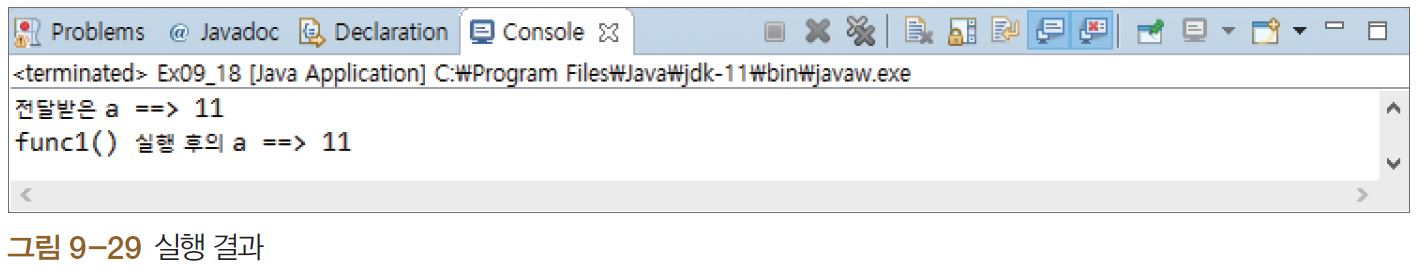 Problems @ Javadoc Declaration Console
<terminated> Ex09_18 [Java Application] C:₩Program Files₩Java₩jdk-11₩bin₩javaw.exe
전달받은 a ==> 11
func1() 실행 후의 a ==> 11
그림 9-29 실행 결과